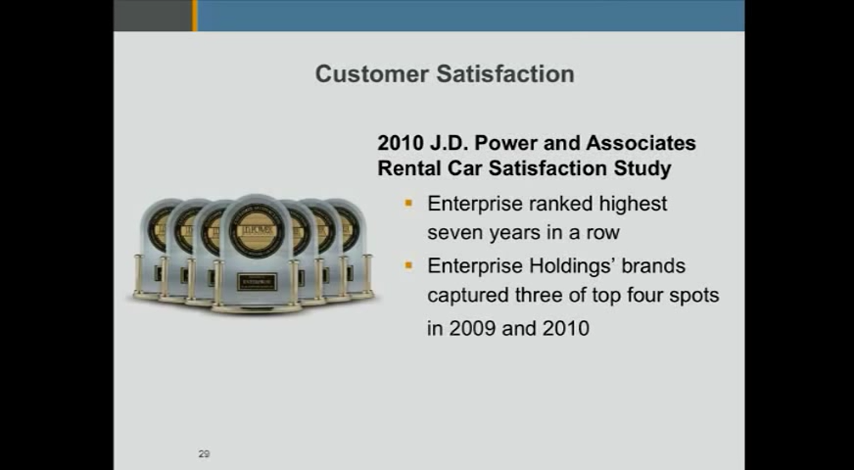 Customer Satisfaction
2010 J.D. Power and Associates
Rental Car Satisfaction Study
Enterprise ranked highest
seven years in a row
Enterprise Holdings’ brands
captured three of top four spots
in 2009 and 2010
J.D.POWER
29